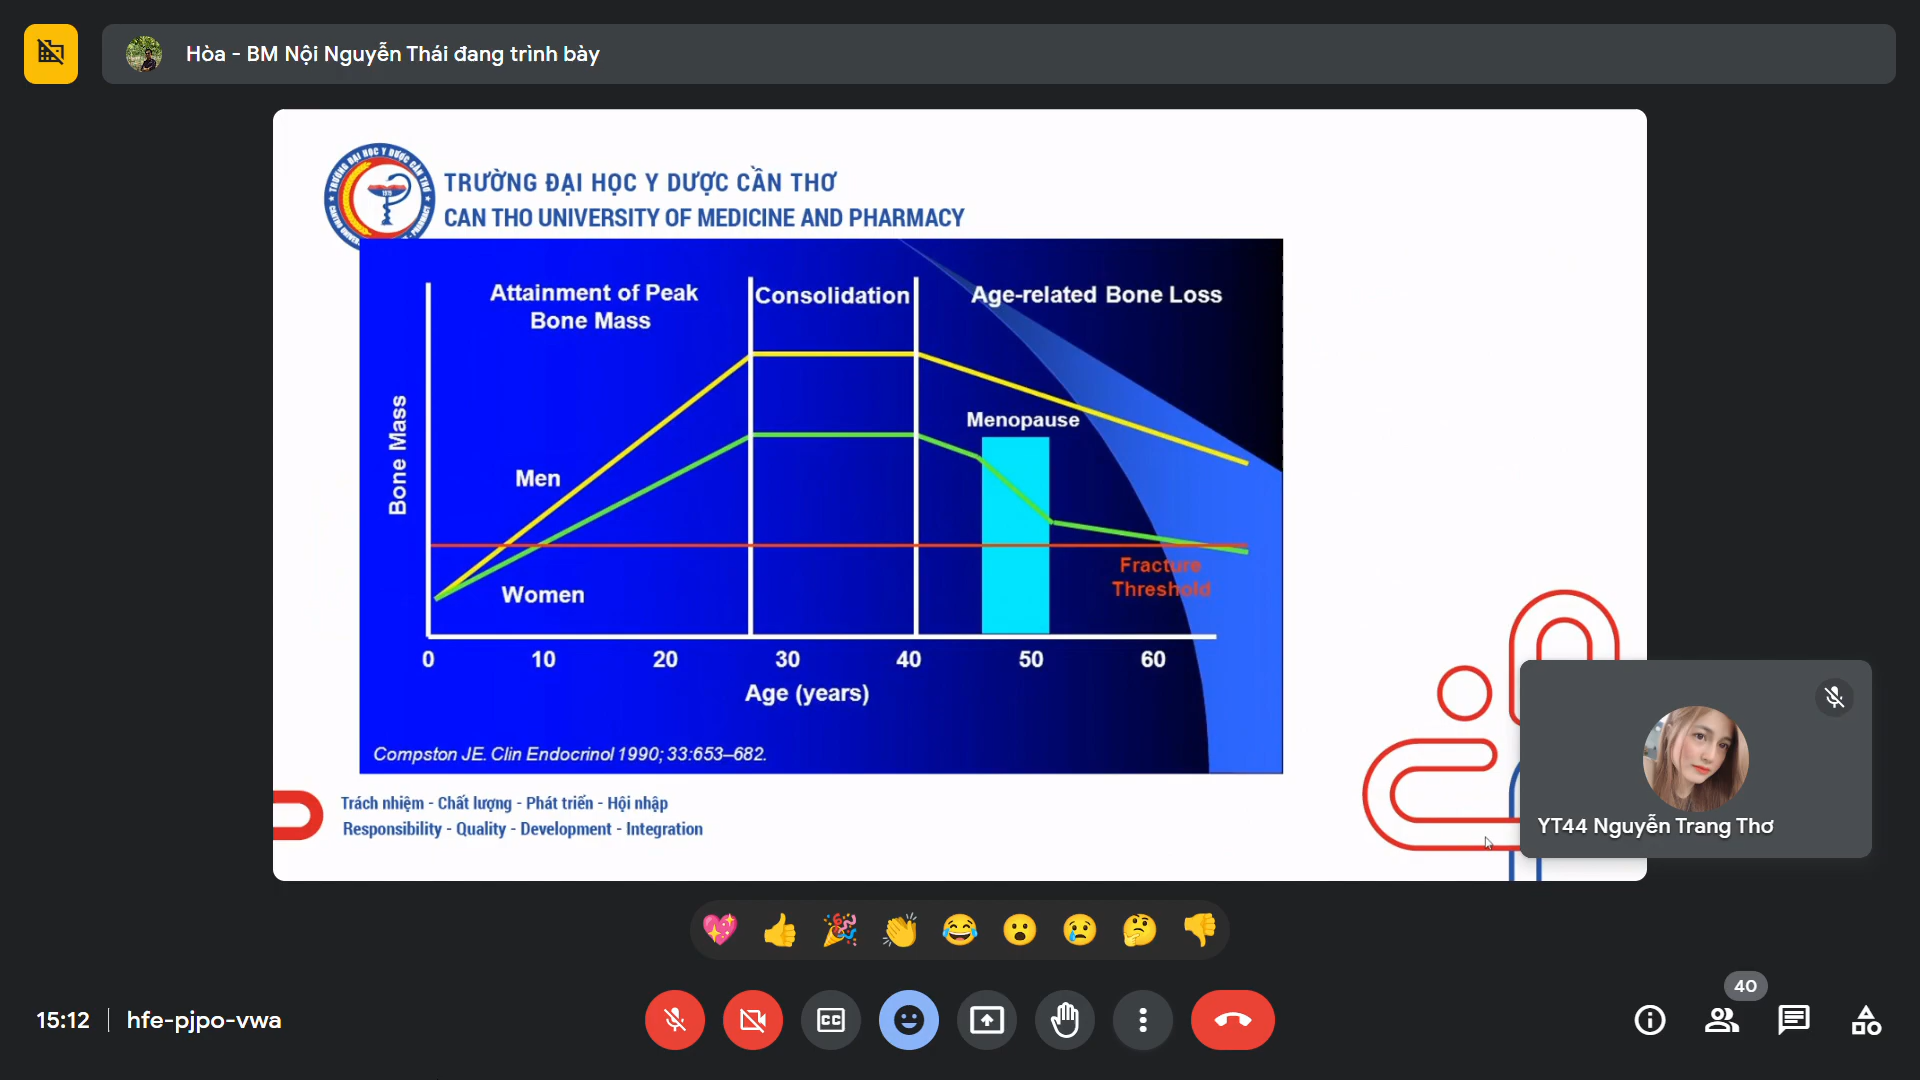 Hòa - BM Nội Nguyễn Thái đang trình bày
TRƯỜNG ĐẠI HỌC Y DƯỢC CẦN THƠ
CAN THO UNIVERSITY OF MEDICINE AND PHARMACY
Attainment of Peak
Bone Mass
Consolidation
Age-related Bone Loss
Bone Mass
Menopause
Men
Women
Fracture
Threshold
0 10 20 30 40 50 60
Age (years)
Compston JE. Clin Endocrinol 1990; 33:653–682.
Trách nhiệm - Chất lượng - Phát triển - Hội nhập
Responsibility - Quality - Development - Integration
YT44 Nguyễn Trang Thơ
40
15:12
hfe-pjpo-vwa
CC